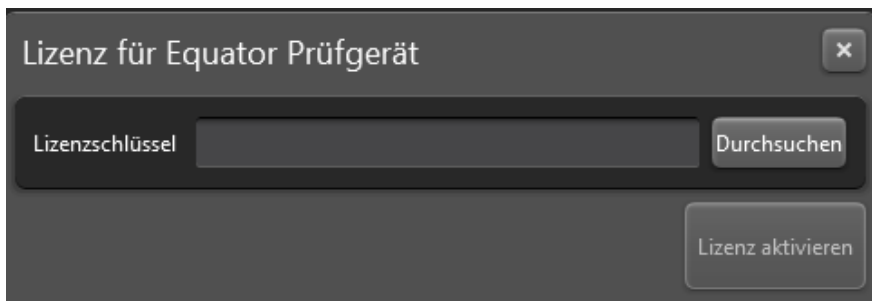 Lizenz für Equator Prüfgerät
Lizenzschlüssel
Durchsuchen
Lizenz aktivieren